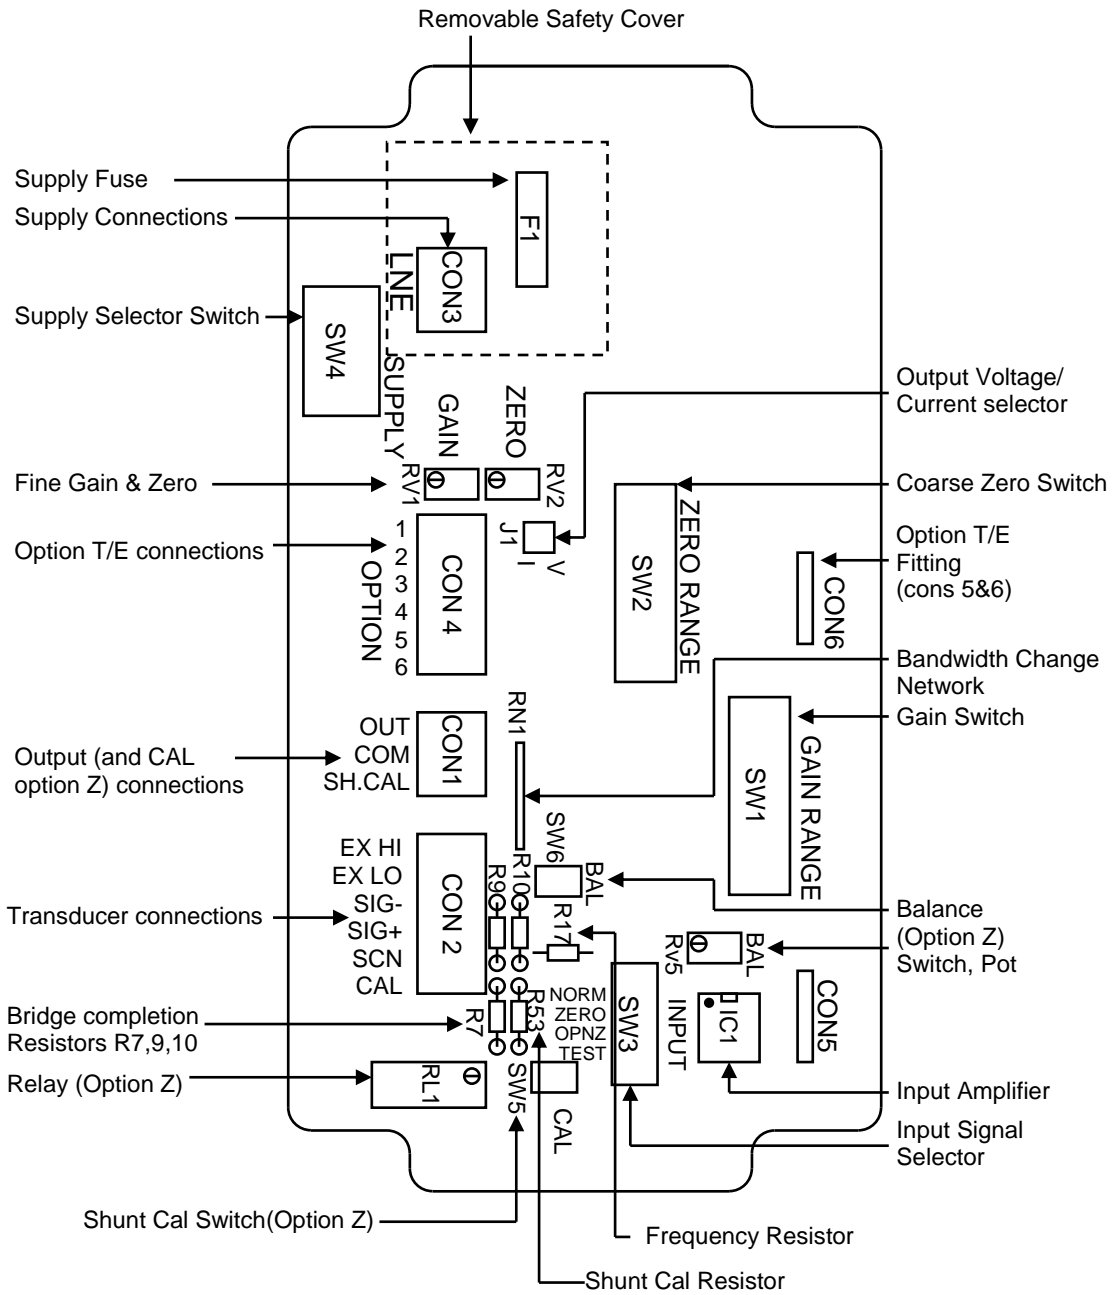 Removable Safety Cover
Supply Fuse
Supply Connections
F1
CON3
LNE
Supply Selector Switch
SW4
SUPPLY
GAIN
ZERO
Output Voltage/
Current selector
Fine Gain & Zero
RV1
RV2
Coarse Zero Switch
Option T/E connections
1
2
3
4
5
6
OPTION
CON 4
J1
I
V
SW2
ZERO RANGE
Option T/E
Fitting
(cons 5&6)
CON6
Bandwidth Change
Network
Gain Switch
RN1
OUT
COM
SH.CAL
CON1
Output (and CAL
option Z) connections
SW1
GAIN RANGE
EX HI
EX LO
SIG-
SIG+
SCN
CAL
CON 2
Transducer connections
R9
R10
SW6
BAL
R17
Rv5
BAL
Balance
(Option Z)
Switch, Pot
Bridge completion
Resistors R7,9,10
R7
R53
NORM
ZERO
OPNZ
TEST
SW3
INPUT
IC1
CON5
Relay (Option Z)
RL1
SW5
CAL
Input Amplifier
Input Signal
Selector
Shunt Cal Switch(Option Z)
Frequency Resistor
Shunt Cal Resistor